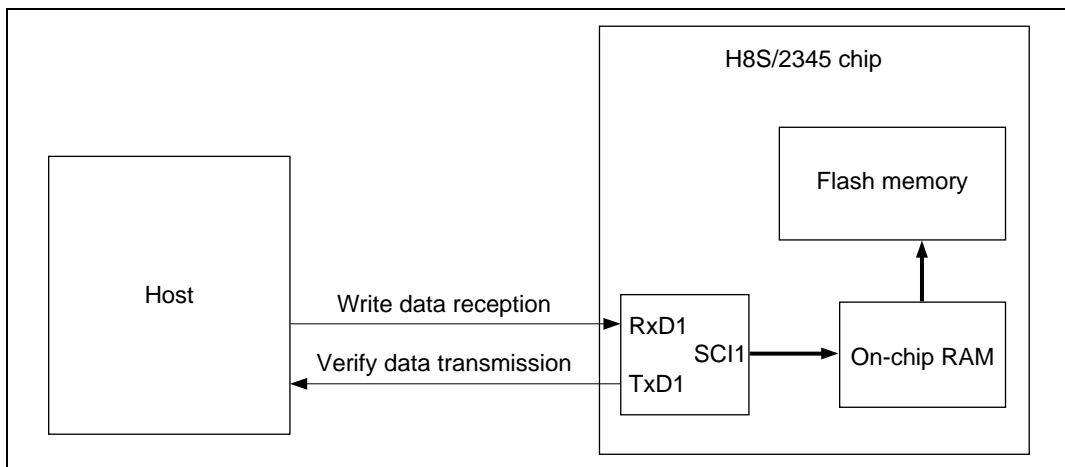 H8S/2345 chip
Flash memory
Host
Write data reception
RxD1
SCI1
On-chip RAM
Verify data transmission
TxD1